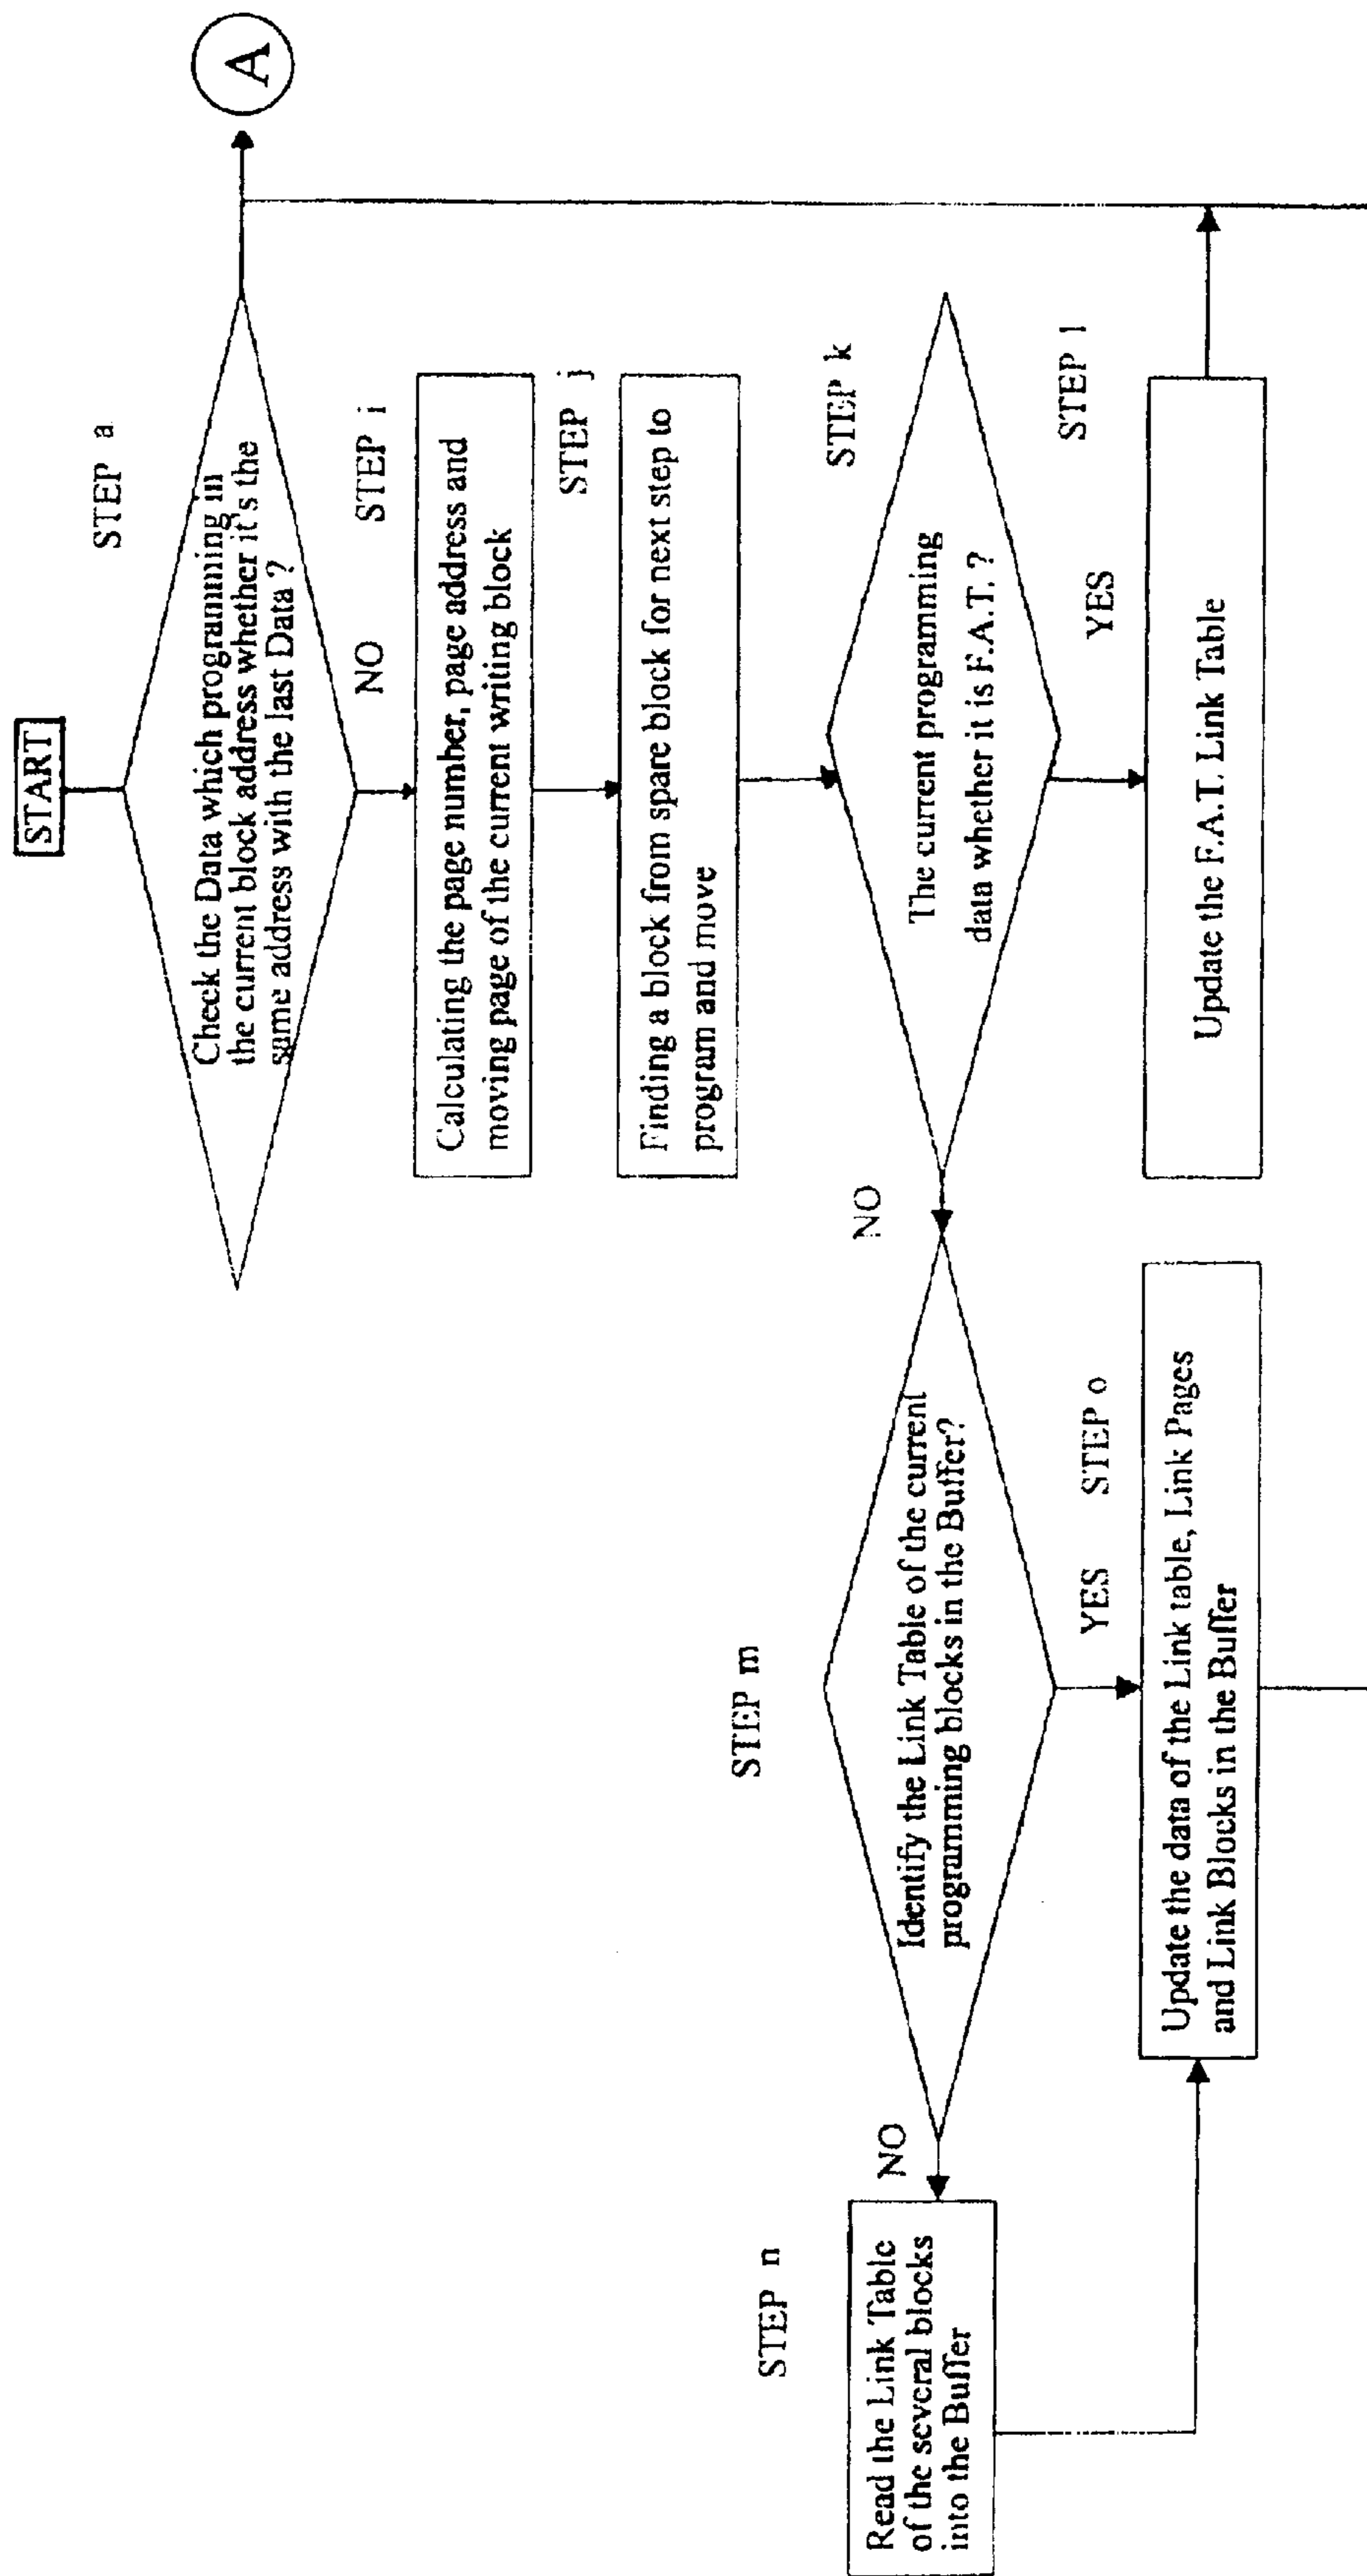 START
STEP a
Check the Data which programming in
the current block address whether it's the
same address with the last Data ?
A
NO
STEP i
Calculating the page number, page address and
moving page of the current writing block
STEP j
Finding a block from spare block for next step to
program and move
STEP k
The current programming
data whether it is F.A.T. ?
YES
STEP l
Update the F.A.T. Link Table
NO
STEP m
Identify the Link Table of the current
programming blocks in the Buffer?
YES
STEP o
Update the data of the Link table, Link Pages
and Link Blocks in the Buffer
NO
STEP n
Read the Link Table
of the several blocks
into the Buffer